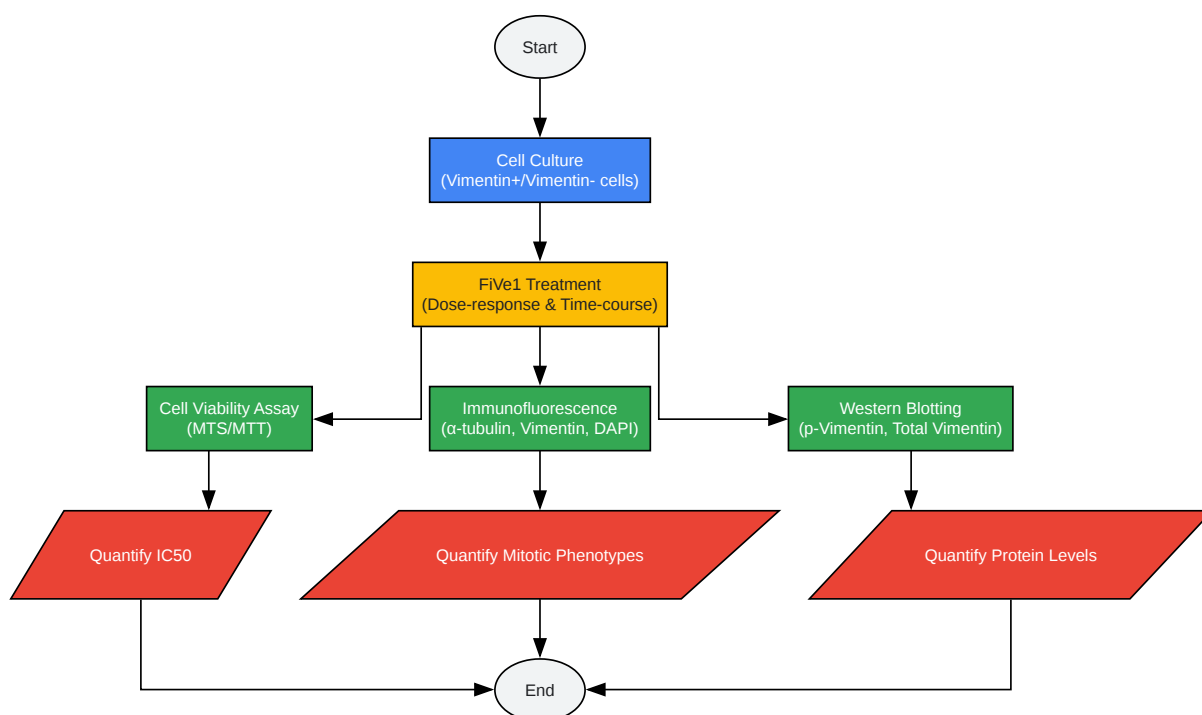 Start
Cell Culture
(Vimentin+/Vimentin- cells)
FiVe1 Treatment
(Dose-response & Time-course)
Cell Viability Assay
(MTS/MTT)
Immunofluorescence
(α-tubulin, Vimentin, DAPI)
Western Blotting
(p-Vimentin, Total Vimentin)
Quantify IC50
Quantify Mitotic Phenotypes
Quantify Protein Levels
End